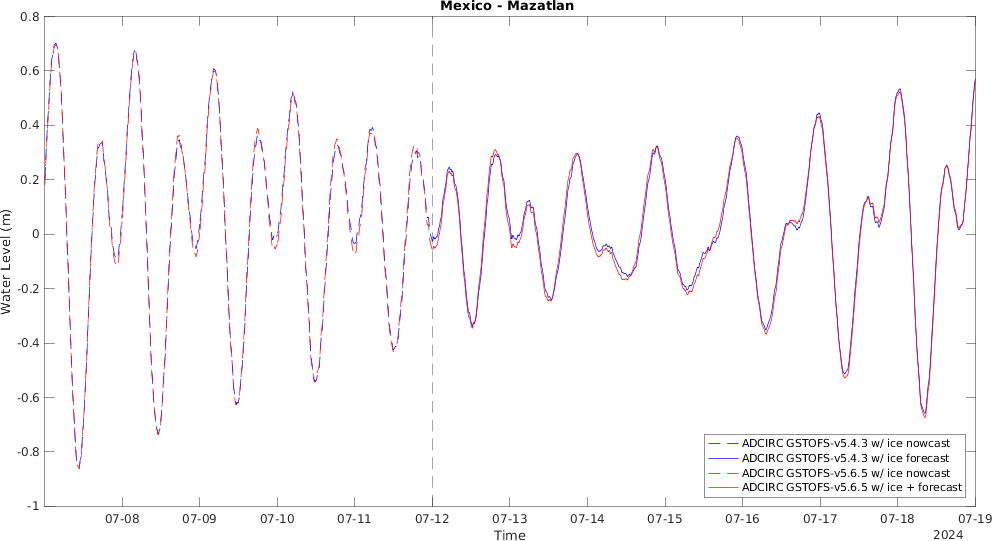 Mexico - Mazatlan
0.8
0.6
0.4
0.2
0
-0.2
-0.4
-0.6
-0.8
-1
Water Level (m)
ADCIRC GSTOFS-v5.4.3 w/ ice nowcast
ADCIRC GSTOFS-v5.4.3 w/ ice forecast
ADCIRC GSTOFS-v5.6.5 w/ ice nowcast
ADCIRC GSTOFS-v5.6.5 w/ ice + forecast
07-08 07-09 07-10 07-11 07-12 07-13 07-14 07-15 07-16 07-17 07-18 07-19
Time
2024